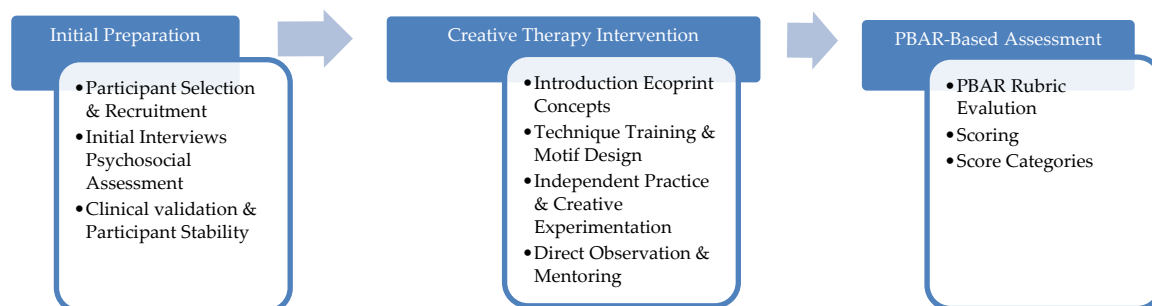 Initial Preparation
•Participant Selection
& Recruitment
•Initial Interviews
Psychosocial
Assessment
•Clinical validation &
Participant Stability
Creative Therapy Intervention
•Introduction Ecoprint
Concepts
•Technique Training &
Motif Design
•Independent Practice
& Creative
Experimentation
•Direct Observation &
Mentoring
PBAR-Based Assessment
•PBAR Rubric
Evalution
•Scoring
•Score Categories